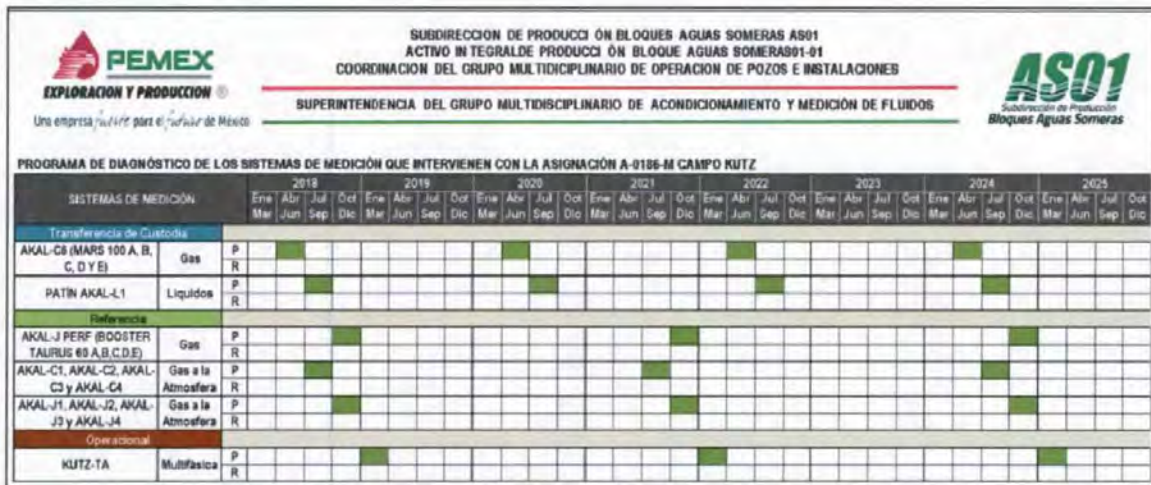 SUBDIRECCION DE PRODUCCI ÓN BLOQUES AGUAS SOMERAS AS01
ACTIVO IN TEGRALDE PRODUCCI ÓN BLOQUE AGUAS SOMERAS01-01
COORDINACION DEL GRUPO MULTIDICIPLINARIO DE OPERACION DE POZOS E INSTALACIONES
PEMEX
EXPLORACION Y PRODUCCION ®
Una empresa para el futuro de México
SUPERINTENDENCIA DEL GRUPO MULTIDISCIPLINARIO DE ACONDICIONAMIENTO Y MEDICIÓN DE FLUIDOS
AS01
Subdirección de Producción
Bloques Aguas Someras
PROGRAMA DE DIAGNÓSTICO DE LOS SISTEMAS DE MEDICIÓN QUE INTERVIENEN CON LA ASIGNACIÓN A-0186-M CAMPO KUTZ
SISTEMAS DE MEDICIÓN 2018 2019 2020 2021 2022 2023 2024 2025
Ene Abr Jul Oct Ene Abr Jul Oct Ene Abr Jul Oct Ene Abr Jul Oct Ene Abr Jul Oct Ene Abr Jul Oct Ene Abr Jul Oct Ene Abr Jul Oct
Mar Jun Sep Dic Mar Jun Sep Dic Mar Jun Sep Dic Mar Jun Sep Dic Mar Jun Sep Dic Mar Jun Sep Dic Mar Jun Sep Dic Mar Jun Sep Dic
Transferencia de Custodia
AKAL-C6 (MARS 100 A, B, Gas P
C, D Y E) R
PATÍN AKAL-L1 Líquidos P
R
Referencia
AKAL-J PERF (BOOSTER Gas P
TAURUS 60 A,B,C,D,E) R
AKAL-C1, AKAL-C2, AKAL- Gas a la P
C3 y AKAL-C4 Atmosfera R
AKAL-J1, AKAL-J2, AKAL- Gas a la P
J3 y AKAL-J4 Atmosfera R
Operacional
KUTZ-TA Multifásica P
R